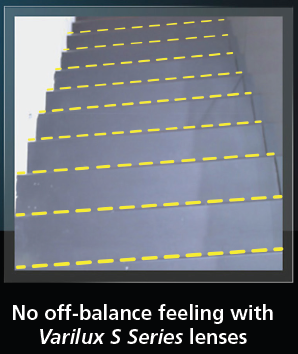 No off-balance feeling with
Varilux S Series lenses